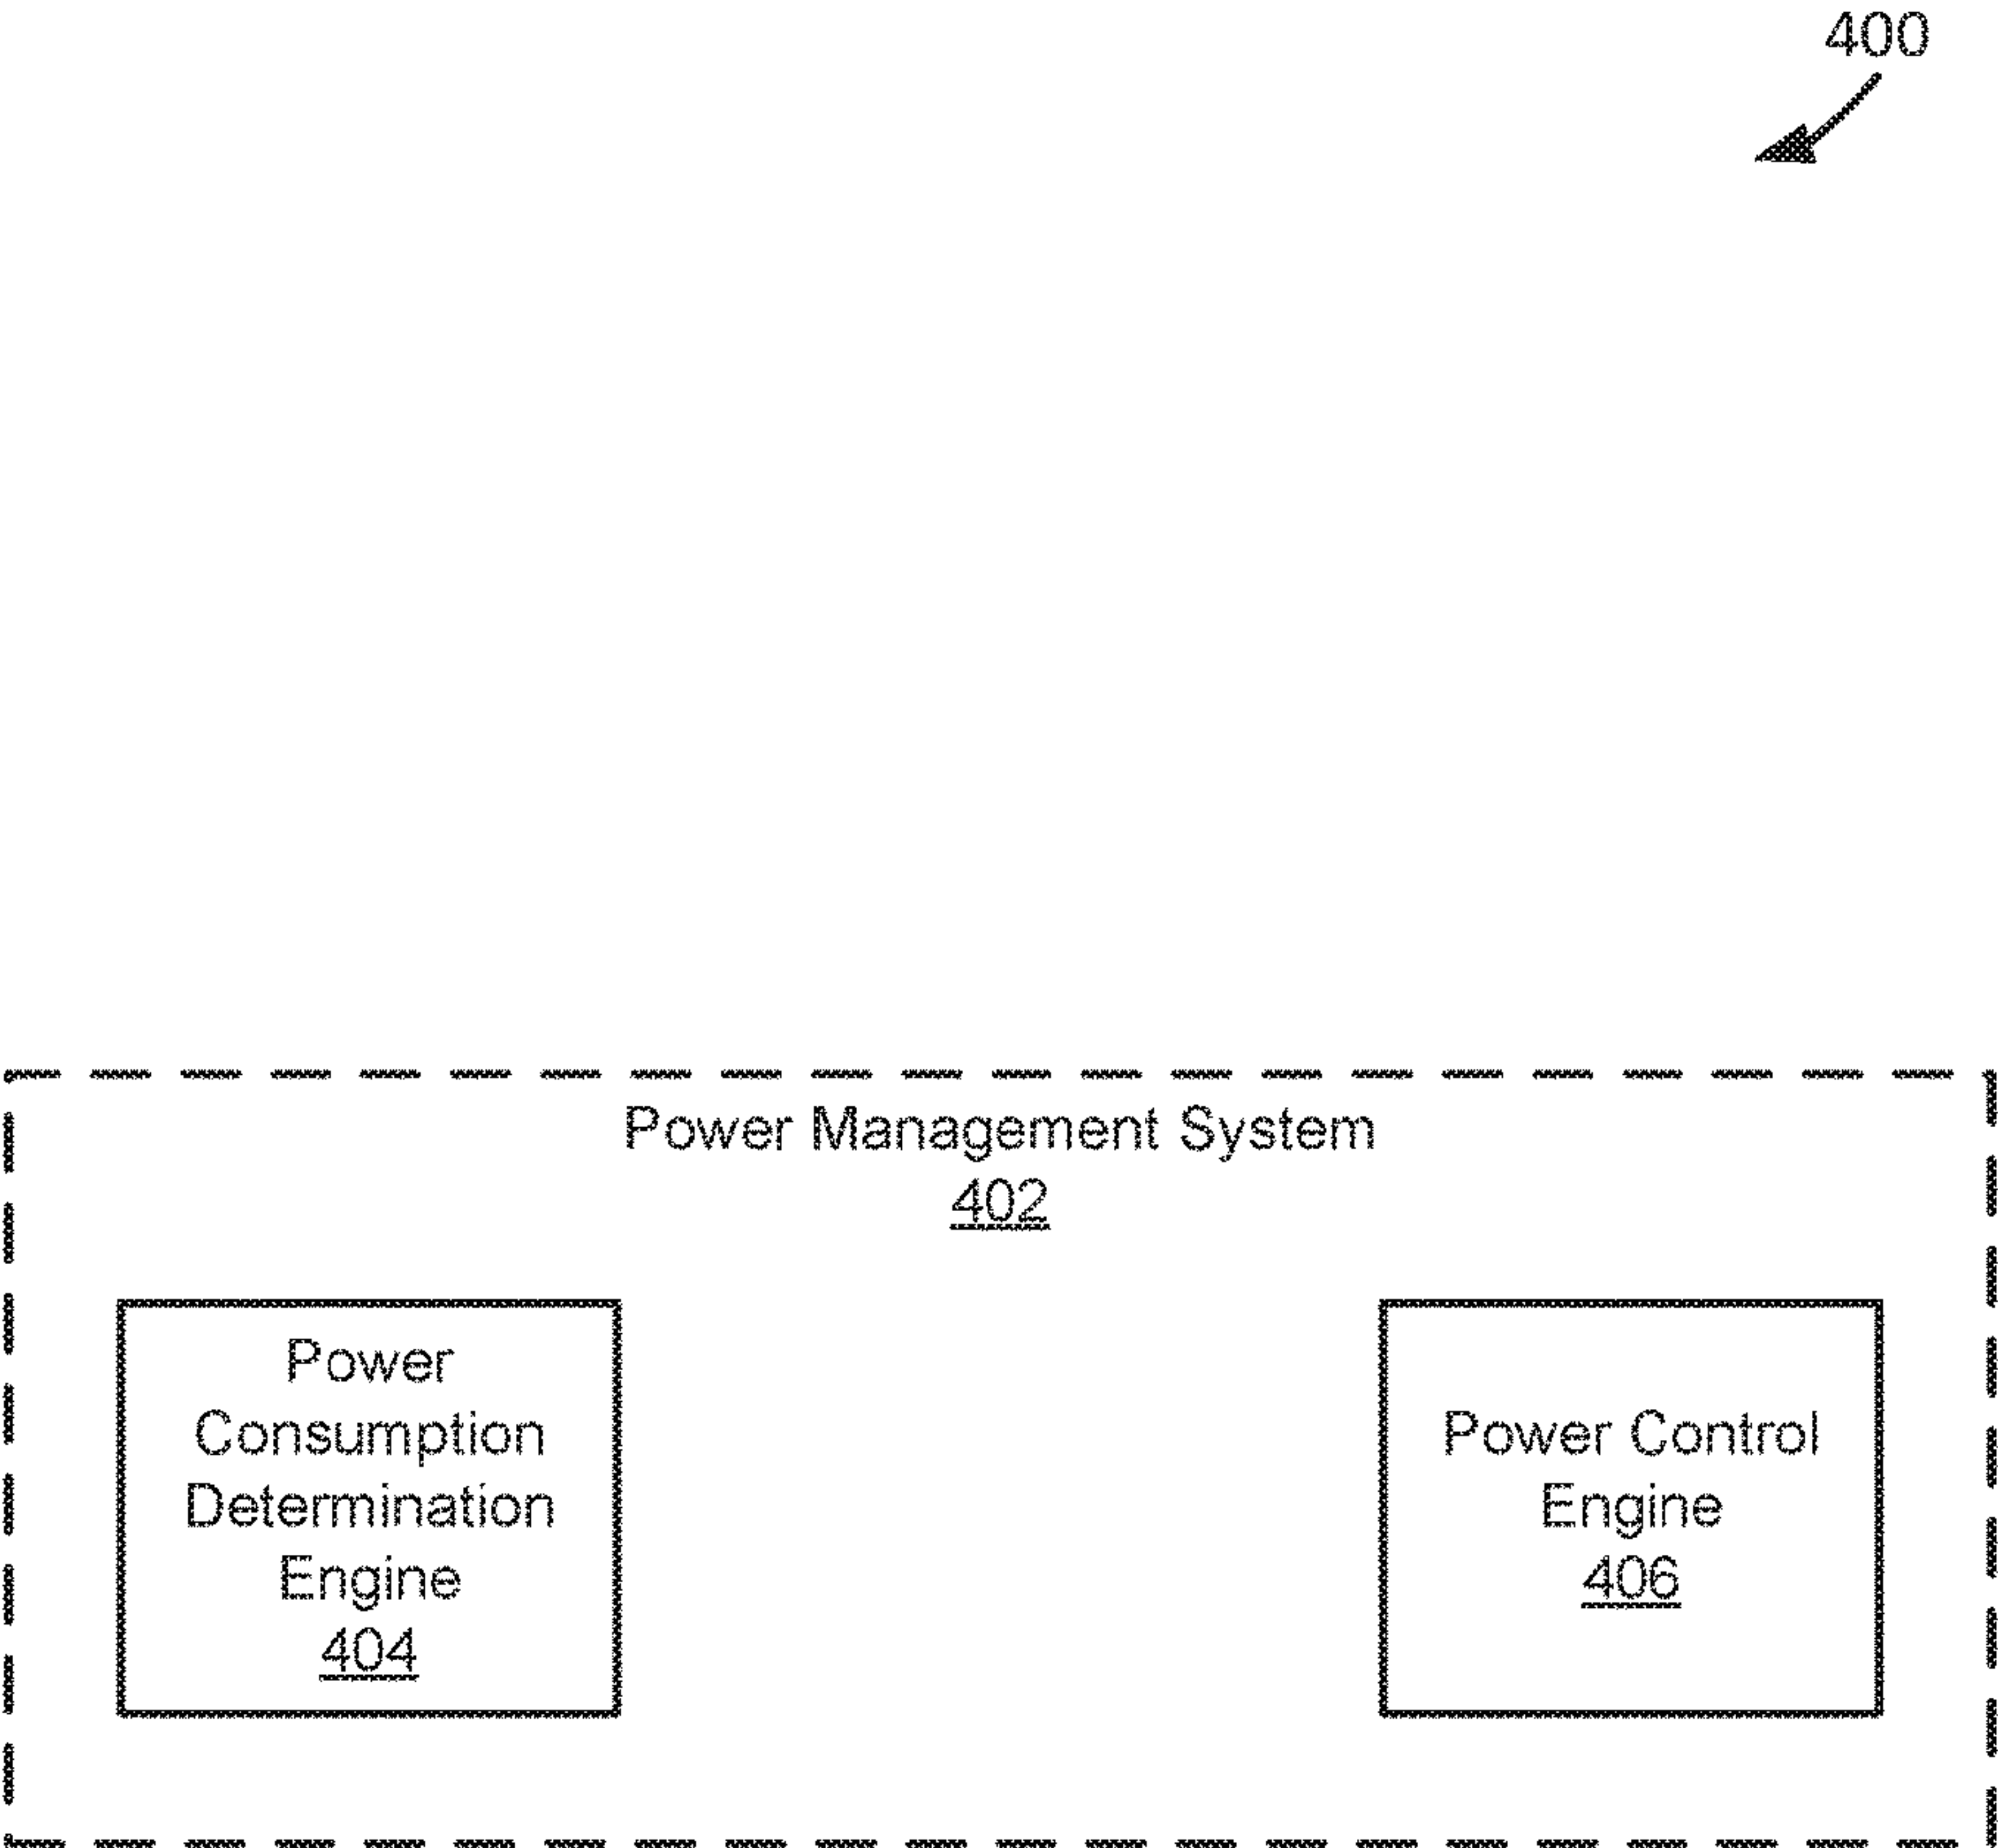 400
Power Management System
402
Power
Consumption
Determination
Engine
404
Power Control
Engine
406